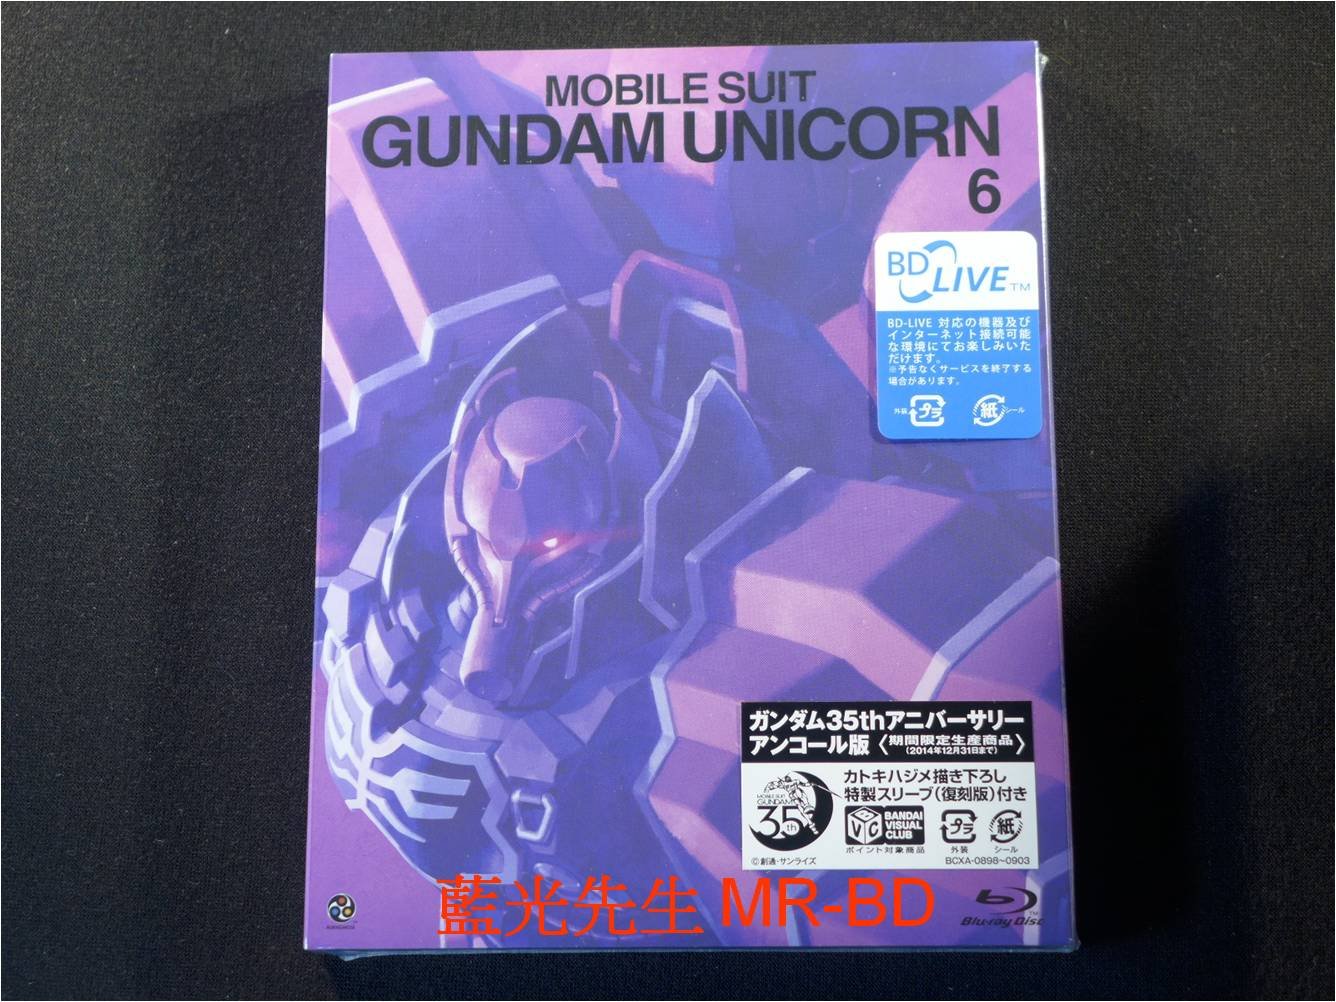 MOBILE SUIT
GUNDAM UNICORN
6
BD LIVE TM
BD-LIVE 対応の機器及び
インターネット接続可能
な環境にてお楽しみいた
だけます。
※予告なくサービスを終了する
場合があります。
外装 プラ 紙 シール
ガンダム35thアニバーサリー
アンコール版〈期間限定生産商品
(2014年12月31日まで)〉
カトキハジメ描き下ろし
特製スリーブ(復刻版)付き
MOBILE SUIT
GUNDAM
35th
BVC
BANDAI
VISUAL
CLUB
ポイント対象商品
プラ
外装
紙
シール
©創通・サンライズ
BCXA-0898~0903
藍光先生 MR-BD
Blu-ray Disc
TM